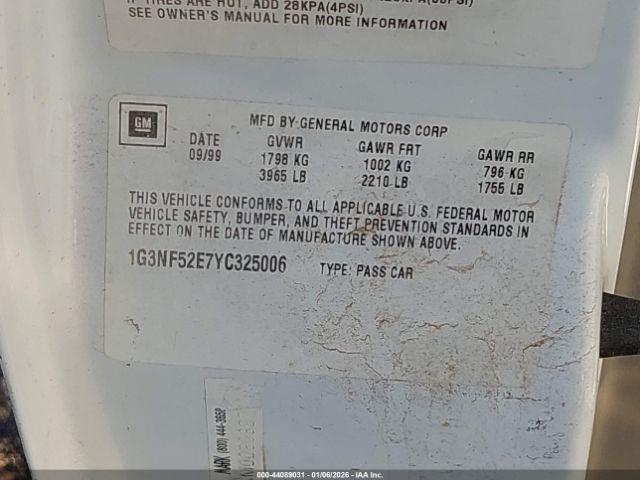 IF TIRES ARE HOT, ADD 28KPA(4PSI)
SEE OWNER'S MANUAL FOR MORE INFORMATION
GM
MFD BY GENERAL MOTORS CORP
DATE GVWR GAWR FRT GAWR RR
09/99 1798 KG 1002 KG 796 KG
3965 LB 2210 LB 1755 LB
THIS VEHICLE CONFORMS TO ALL APPLICABLE U.S. FEDERAL MOTOR
VEHICLE SAFETY, BUMPER, AND THEFT PREVENTION STANDARDS IN
EFFECT ON THE DATE OF MANUFACTURE SHOWN ABOVE.
1G3NF52E7YC325006 TYPE: PASS CAR
MARK (800) 444-
000-44089031 - 01/06/2026 - IAA Inc.